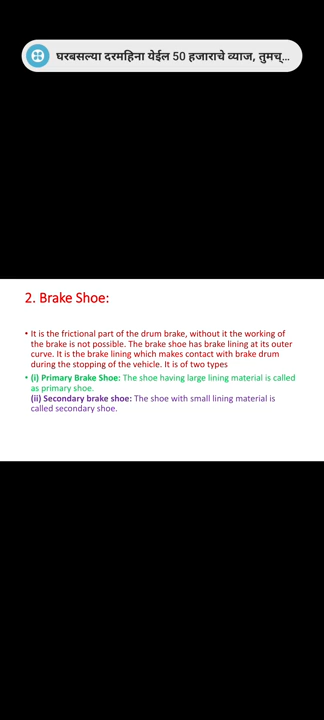 घरबसल्या दरमहिना येईल 50 हजाराचे व्याज, तुमच्...
2. Brake Shoe:
• It is the frictional part of the drum brake, without it the working of
the brake is not possible. The brake shoe has brake lining at its outer
curve. It is the brake lining which makes contact with brake drum
during the stopping of the vehicle. It is of two types
• (i) Primary Brake Shoe: The shoe having large lining material is called
as primary shoe.
(ii) Secondary brake shoe: The shoe with small lining material is
called secondary shoe.